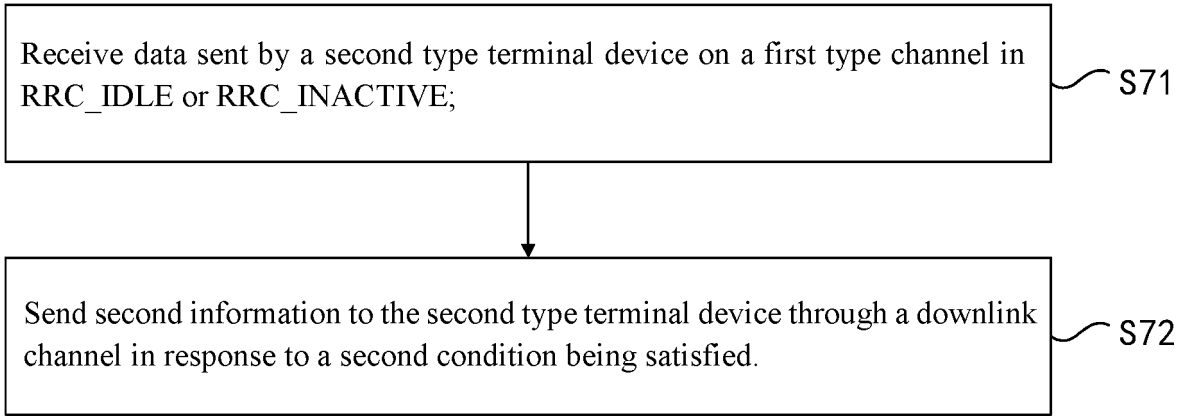 Receive data sent by a second type terminal device on a first type channel in
RRC_IDLE or RRC_INACTIVE;
S71
Send second information to the second type terminal device through a downlink
channel in response to a second condition being satisfied.
S72